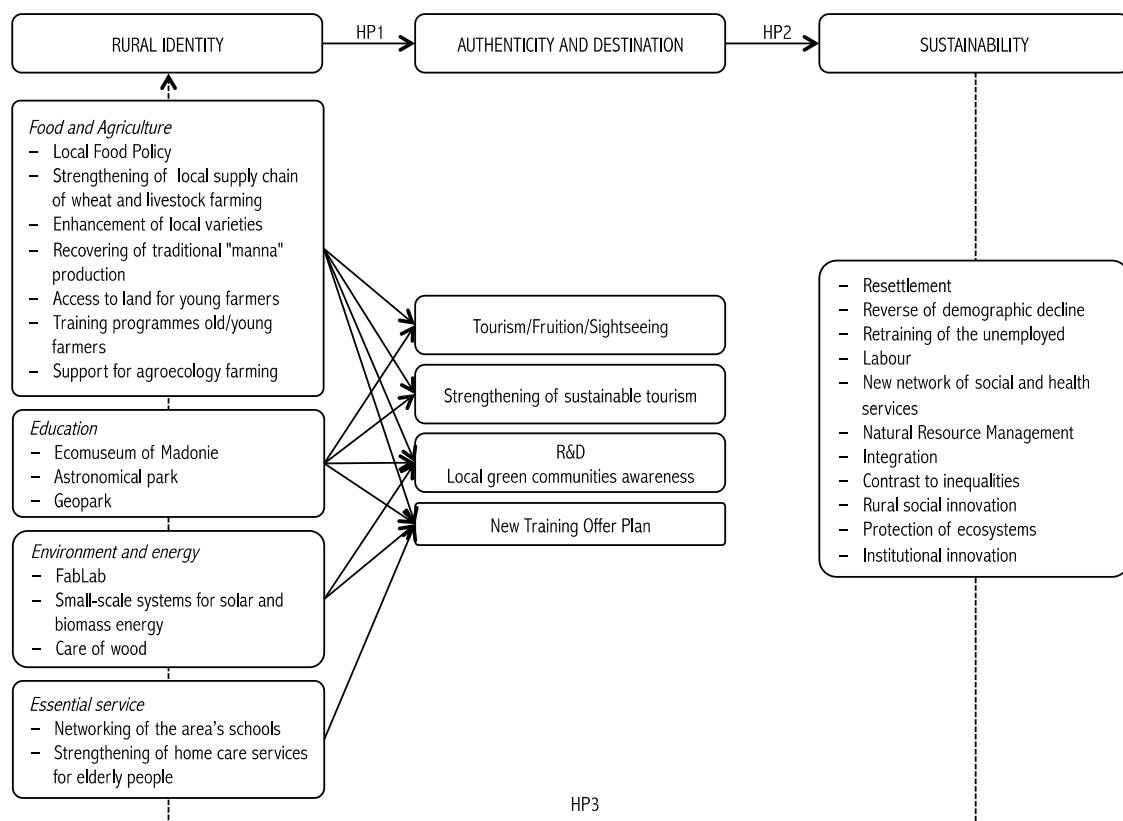 RURAL IDENTITY
HP1
AUTHENTICITY AND DESTINATION
HP2
SUSTAINABILITY
Food and Agriculture
– Local Food Policy
– Strengthening of local supply chain
of wheat and livestock farming
– Enhancement of local varieties
– Recovering of traditional "manna"
production
– Access to land for young farmers
– Training programmes old/young
farmers
– Support for agroecology farming
Education
– Ecomuseum of Madonie
– Astronomical park
– Geopark
Environment and energy
– FabLab
– Small-scale systems for solar and
biomass energy
– Care of wood
Essential service
– Networking of the area's schools
– Strengthening of home care services
for elderly people
Tourism/Fruition/Sightseeing
Strengthening of sustainable tourism
R&D
Local green communities awareness
New Training Offer Plan
– Resettlement
– Reverse of demographic decline
– Retraining of the unemployed
– Labour
– New network of social and health
services
– Natural Resource Management
– Integration
– Contrast to inequalities
– Rural social innovation
– Protection of ecosystems
– Institutional innovation
HP3